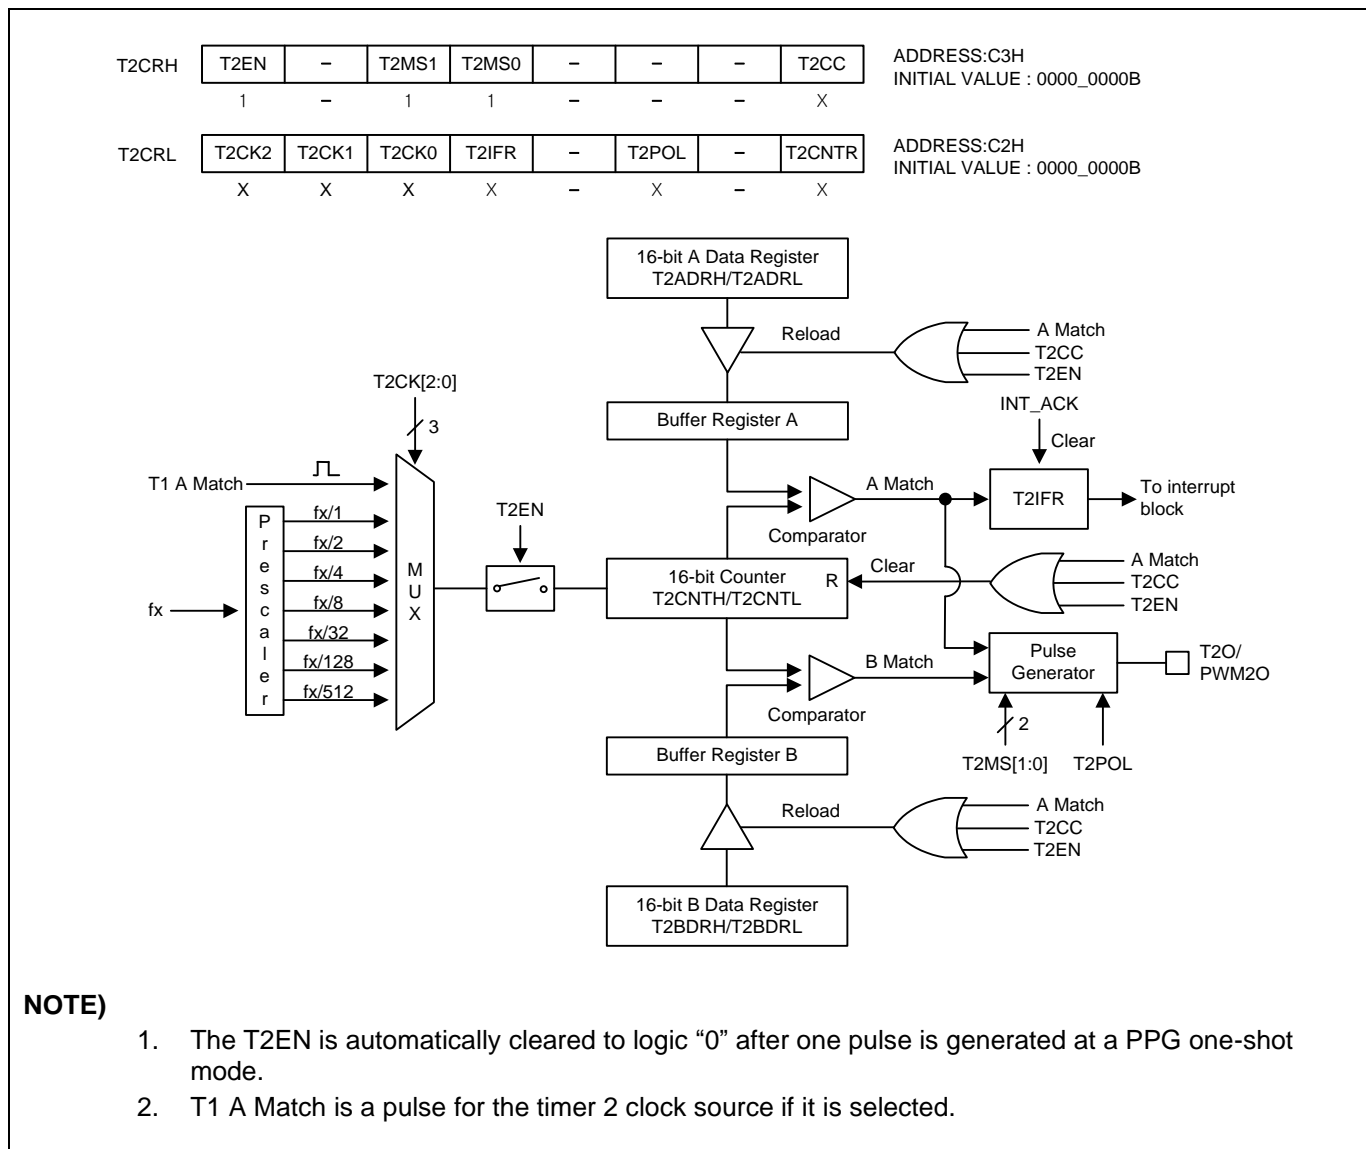 T2CRH T2EN – T2MS1 T2MS0 – – – T2CC ADDRESS:C3H
INITIAL VALUE : 0000_0000B
1 – 1 1 – – – X
T2CRL T2CK2 T2CK1 T2CK0 T2IFR – T2POL – T2CNTR ADDRESS:C2H
INITIAL VALUE : 0000_0000B
X X X X – X – X
16-bit A Data Register
T2ADRH/T2ADRL
Reload
A Match
T2CC
T2EN
T2CK[2:0]
3
Buffer Register A
INT_ACK
Clear
T1 A Match
A Match
T2IFR
To interrupt
block
Comparator
Prescaler
fx/1
fx/2
fx/4
fx/8
fx/32
fx/128
fx/512
fx
MUX
T2EN
16-bit Counter
T2CNTH/T2CNTL
R
Clear
A Match
T2CC
T2EN
B Match
Comparator
Pulse
Generator
T2O/
PWM2O
2
T2MS[1:0]
T2POL
Buffer Register B
Reload
A Match
T2CC
T2EN
16-bit B Data Register
T2BDRH/T2BDRL
NOTE)
1. The T2EN is automatically cleared to logic “0” after one pulse is generated at a PPG one-shot
mode.
2. T1 A Match is a pulse for the timer 2 clock source if it is selected.